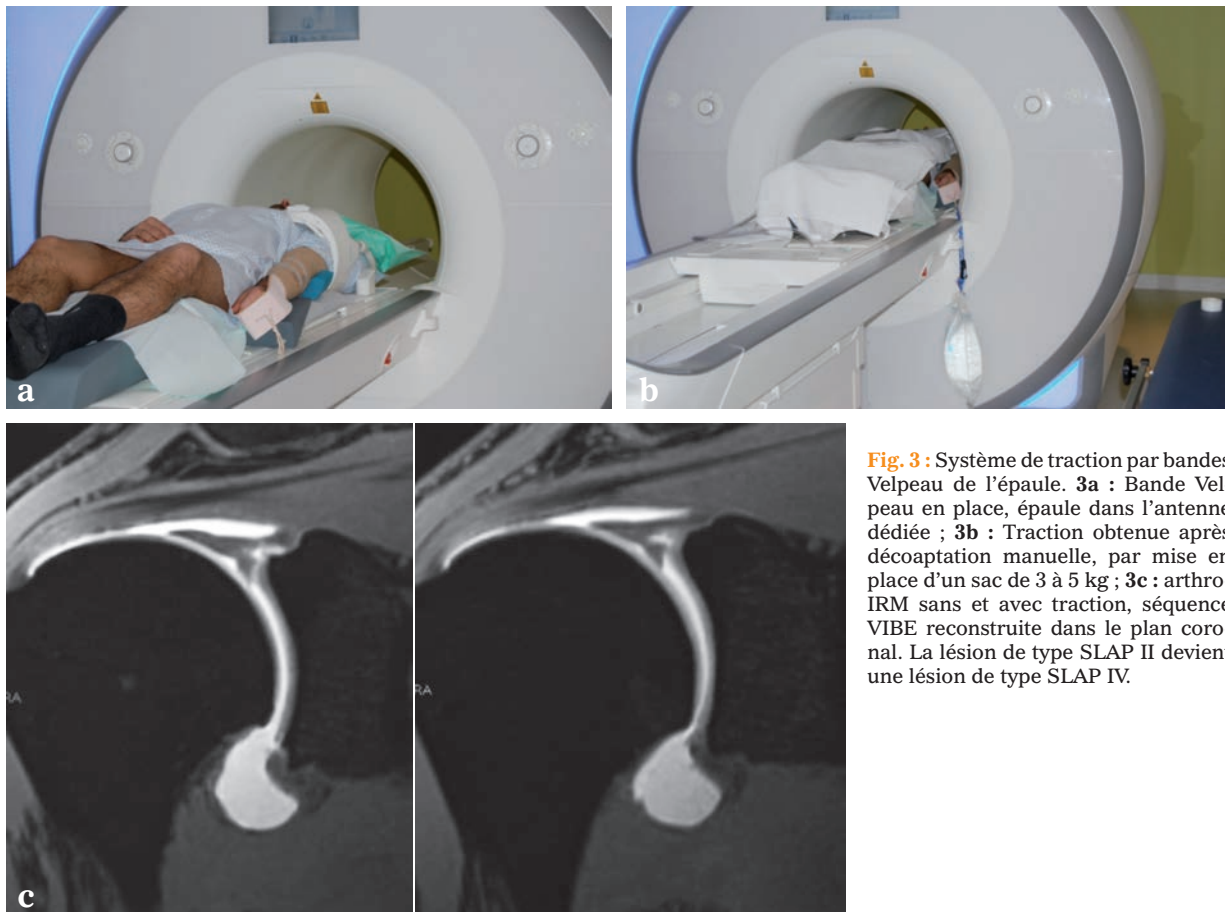 a
b
Fig. 3 : Système de traction par bandes
Velpeau de l'épaule. 3a : Bande Vel
peau en place, épaule dans l'antenne
dédiée ; 3b : Traction obtenue après
décoaptation manuelle, par mise en
place d'un sac de 3 à 5 kg ; 3c : arthro
IRM sans et avec traction, séquence
VIBE reconstruite dans le plan coro
nal. La lésion de type SLAP II devient
une lésion de type SLAP IV.
RA
RA
c